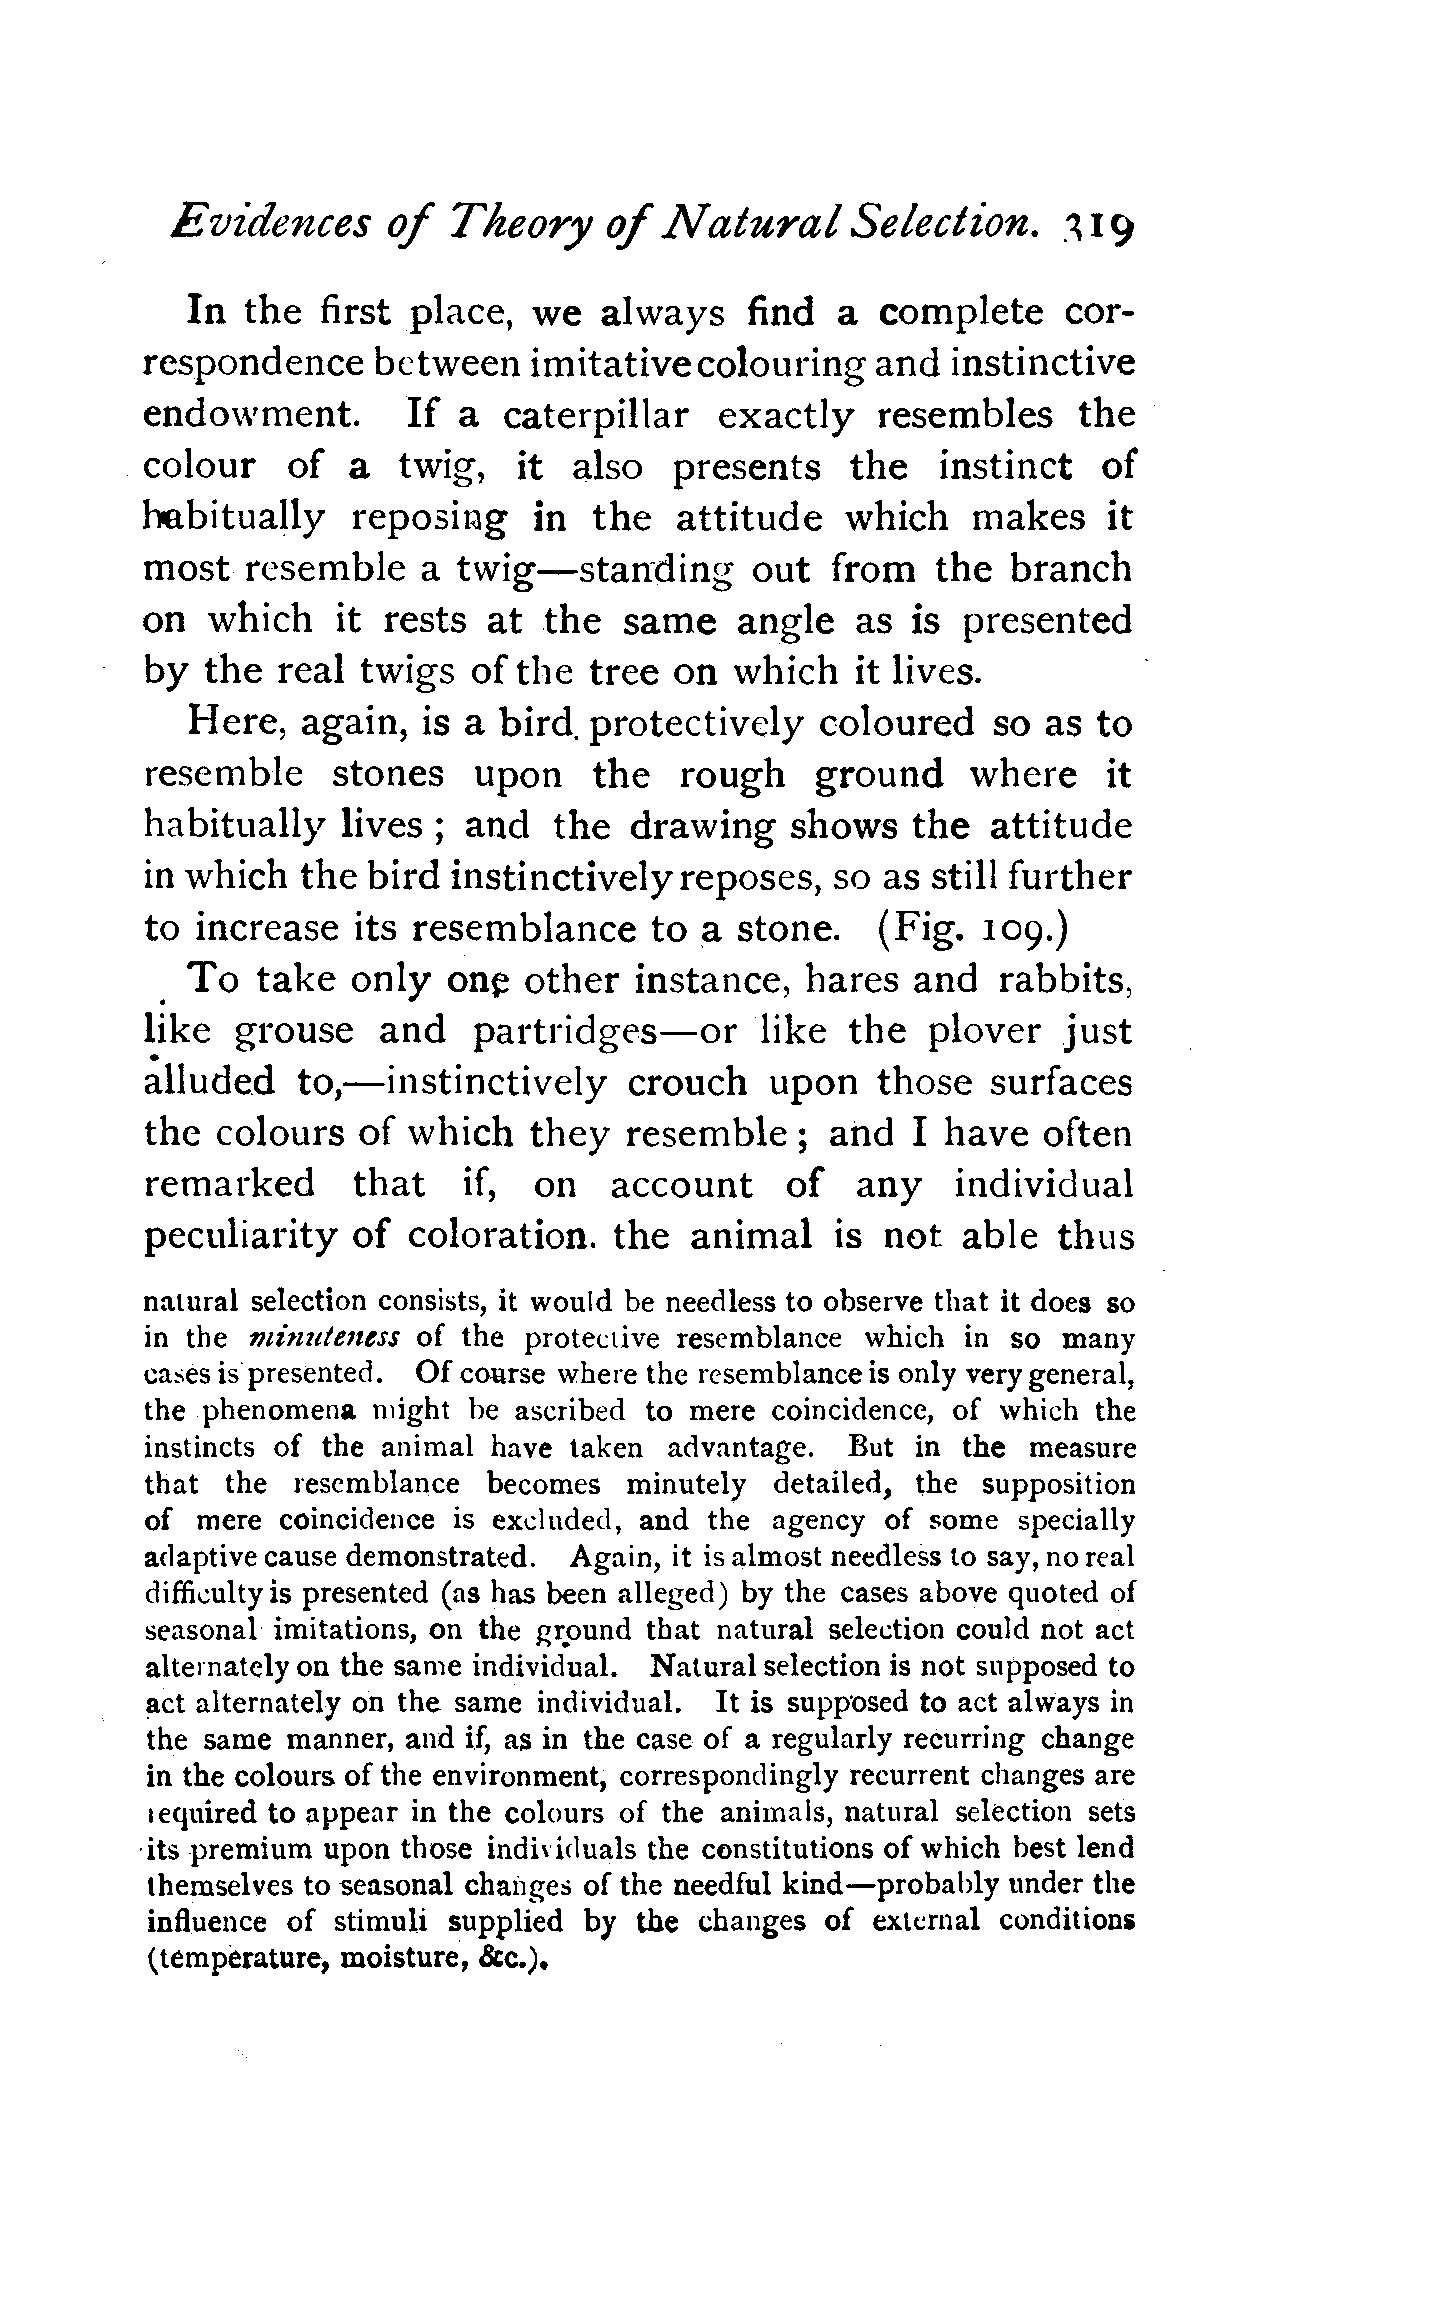 Evidences of Theory of Natural Selection. 319
In the first place, we always find a complete cor-
respondence between imitative colouring and instinctive
endowment. If a caterpillar exactly resembles the
colour of a twig, it also presents the instinct of
habitually reposing in the attitude which makes it
most resemble a twig—standing out from the branch
on which it rests at the same angle as is presented
by the real twigs of the tree on which it lives.
Here, again, is a bird protectively coloured so as to
resemble stones upon the rough ground where it
habitually lives ; and the drawing shows the attitude
in which the bird instinctively reposes, so as still further
to increase its resemblance to a stone. (Fig. 109.)
To take only one other instance, hares and rabbits,
like grouse and partridges—or like the plover just
alluded to,—instinctively crouch upon those surfaces
the colours of which they resemble ; and I have often
remarked that if, on account of any individual
peculiarity of coloration. the animal is not able thus
natural selection consists, it would be needless to observe that it does so
in the minuteness of the protective resemblance which in so many
cases is presented. Of course where the resemblance is only very general,
the phenomena might be ascribed to mere coincidence, of which the
instincts of the animal have taken advantage. But in the measure
that the resemblance becomes minutely detailed, the supposition
of mere coincidence is excluded, and the agency of some specially
adaptive cause demonstrated. Again, it is almost needless to say, no real
difficulty is presented (as has been alleged) by the cases above quoted of
seasonal imitations, on the ground that natural selection could not act
alternately on the same individual. Natural selection is not supposed to
act alternately on the same individual. It is supposed to act always in
the same manner, and if, as in the case of a regularly recurring change
in the colours of the environment, correspondingly recurrent changes are
required to appear in the colours of the animals, natural selection sets
its premium upon those individuals the constitutions of which best lend
themselves to seasonal changes of the needful kind—probably under the
influence of stimuli supplied by the changes of external conditions
(temperature, moisture, &c.).